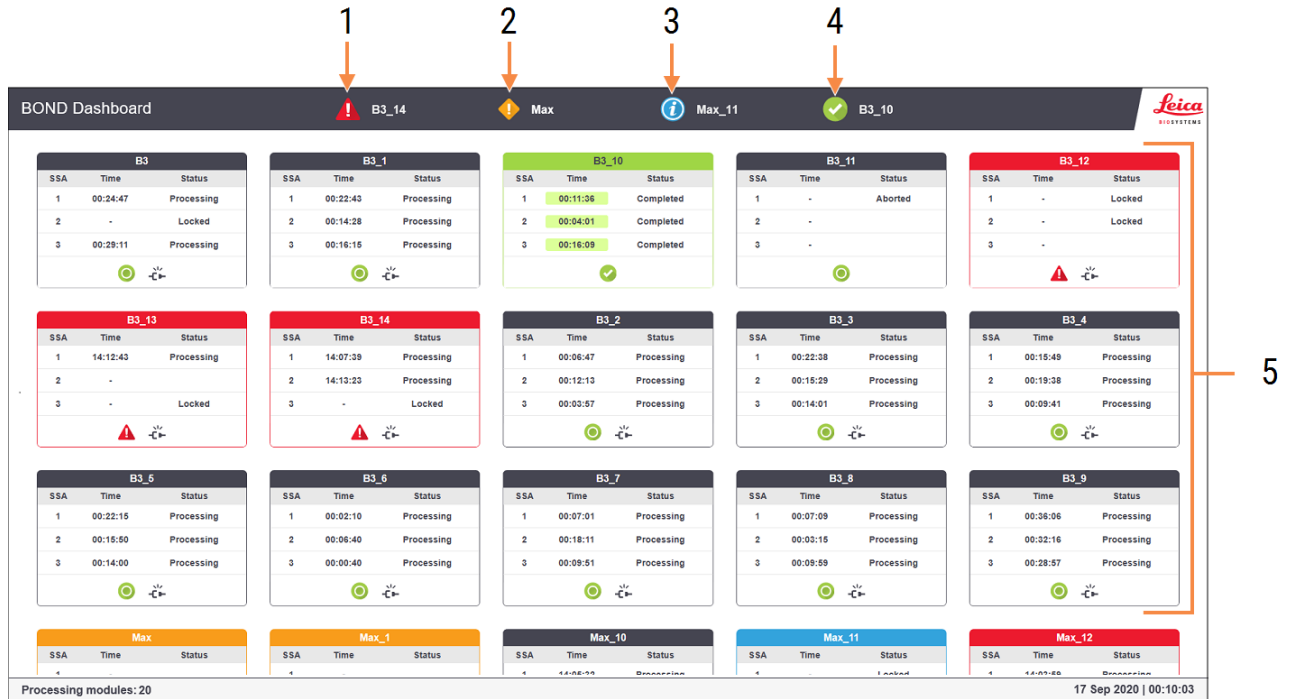 1 2 3 4
BOND Dashboard B3_14 Max Max_11 B3_10 Leica
BIOSYSTEMS
B3 B3_1 B3_10 B3_11 B3_12
SSA Time Status SSA Time Status SSA Time Status SSA Time Status SSA Time Status
1 00:24:47 Processing 1 00:22:43 Processing 1 00:11:36 Completed 1 - Aborted 1 - Locked
2 - Locked 2 00:14:28 Processing 2 00:04:01 Completed 2 - 2 - Locked
3 00:29:11 Processing 3 00:16:15 Processing 3 00:16:09 Completed 3 - 3 -
B3_13 B3_14 B3_2 B3_3 B3_4
SSA Time Status SSA Time Status SSA Time Status SSA Time Status SSA Time Status
1 14:12:43 Processing 1 14:07:39 Processing 1 00:06:47 Processing 1 00:22:38 Processing 1 00:15:49 Processing
2 - 2 14:13:23 Processing 2 00:12:13 Processing 2 00:15:29 Processing 2 00:19:38 Processing
3 - Locked 3 - Locked 3 00:03:57 Processing 3 00:14:01 Processing 3 00:09:41 Processing
5
B3_5 B3_6 B3_7 B3_8 B3_9
SSA Time Status SSA Time Status SSA Time Status SSA Time Status SSA Time Status
1 00:22:15 Processing 1 00:02:10 Processing 1 00:07:01 Processing 1 00:07:09 Processing 1 00:36:06 Processing
2 00:15:50 Processing 2 00:06:40 Processing 2 00:18:11 Processing 2 00:03:15 Processing 2 00:32:16 Processing
3 00:14:00 Processing 3 00:00:40 Processing 3 00:09:51 Processing 3 00:09:59 Processing 3 00:28:57 Processing
Max Max_1 Max_10 Max_11 Max_12
SSA Time Status SSA Time Status SSA Time Status SSA Time Status SSA Time Status
Processing modules: 20 17 Sep 2020 | 00:10:03